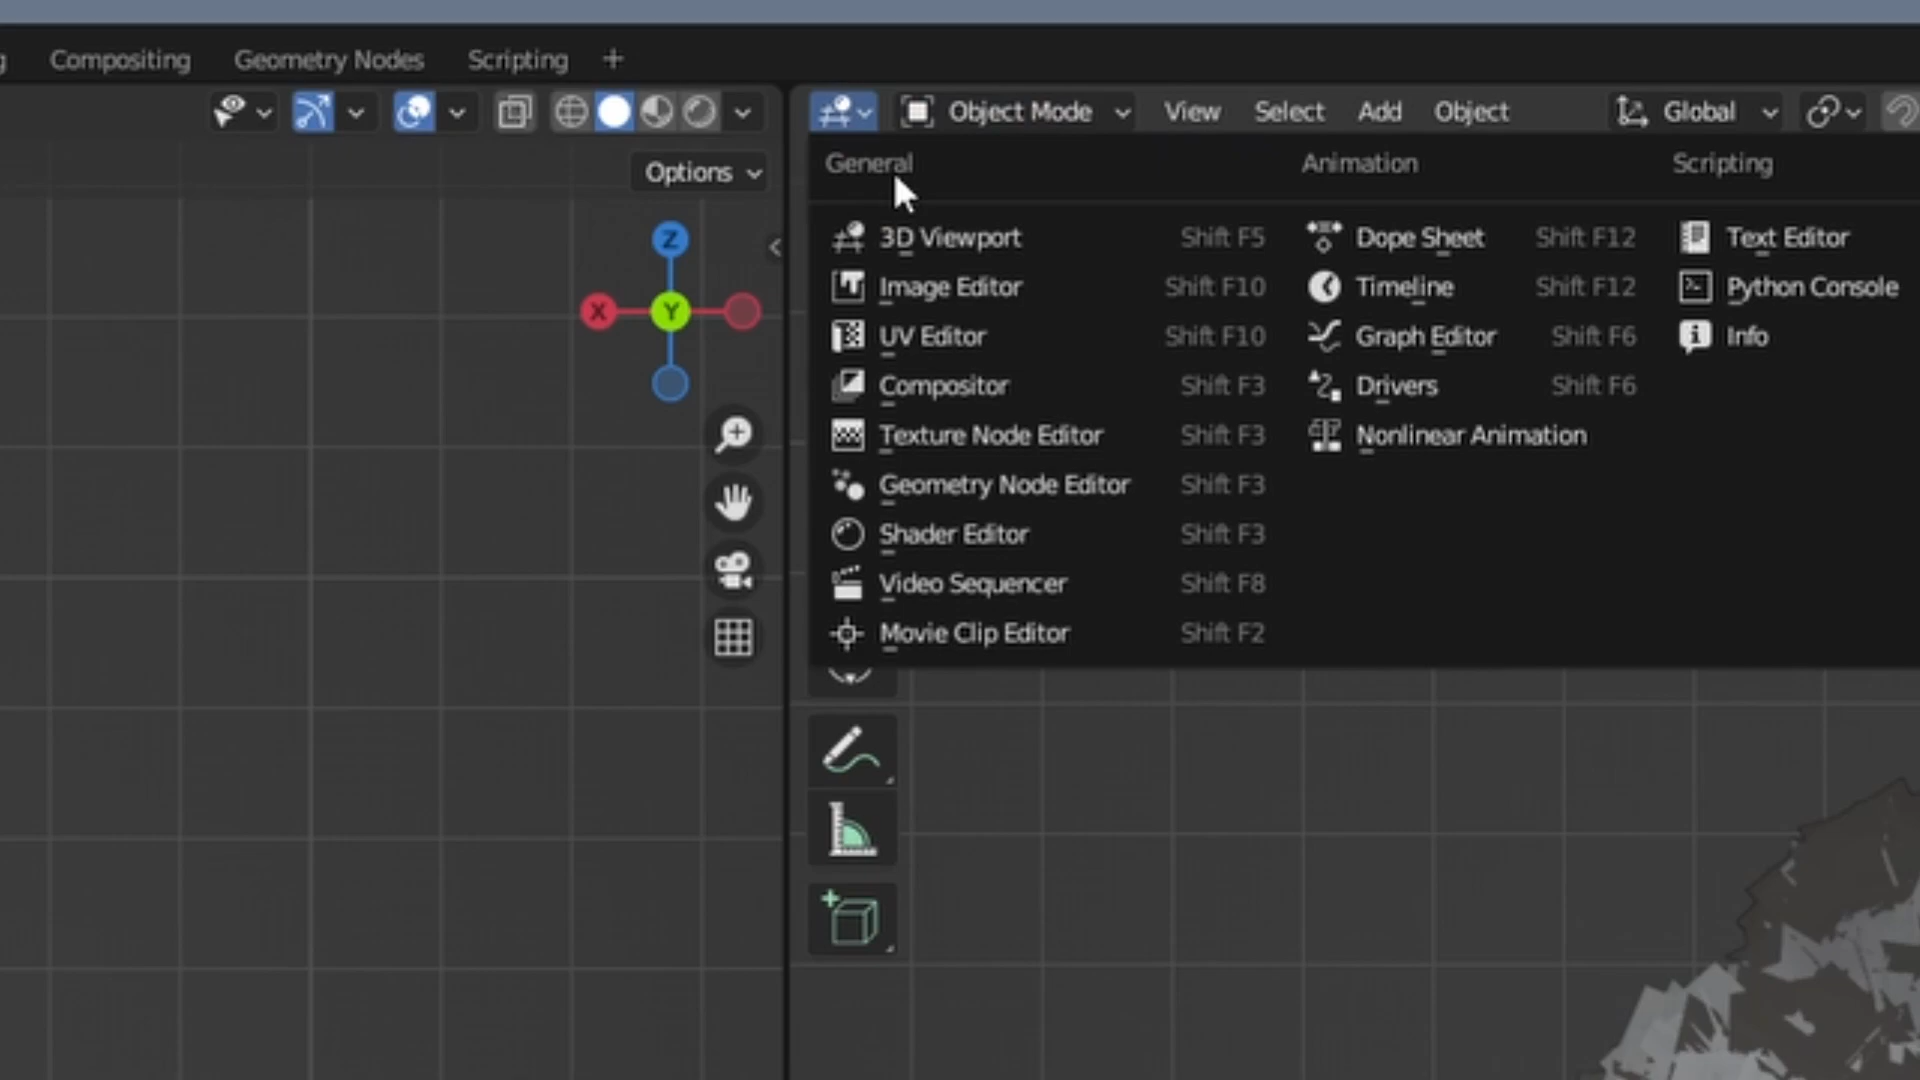 Compositing Geometry Nodes Scripting +
Object Mode View Select Add Object Global
Options
General Animation Scripting
3D Viewport Shift F5 Dope Sheet Shift F12 Text Editor
Image Editor Shift F10 Timeline Shift F12 Python Console
UV Editor Shift F10 Graph Editor Shift F6 Info
Compositor Shift F3 Drivers Shift F6
Texture Node Editor Shift F3 Nonlinear Animation
Geometry Node Editor Shift F3
Shader Editor Shift F3
Video Sequencer Shift F8
Movie Clip Editor Shift F2
Z
X Y